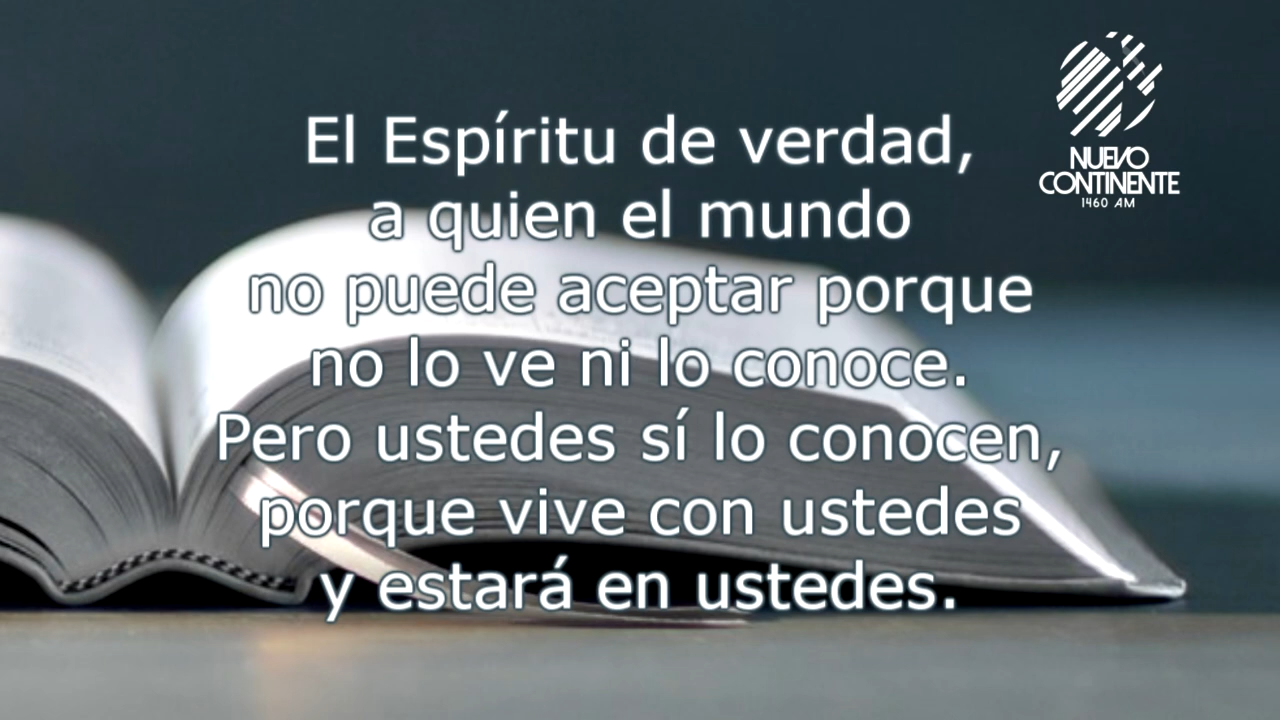 El Espíritu de verdad,
a quien el mundo
no puede aceptar porque
no lo ve ni lo conoce.
Pero ustedes sí lo conocen,
porque vive con ustedes
y estará en ustedes.
NUEVO
CONTINENTE
1460 AM